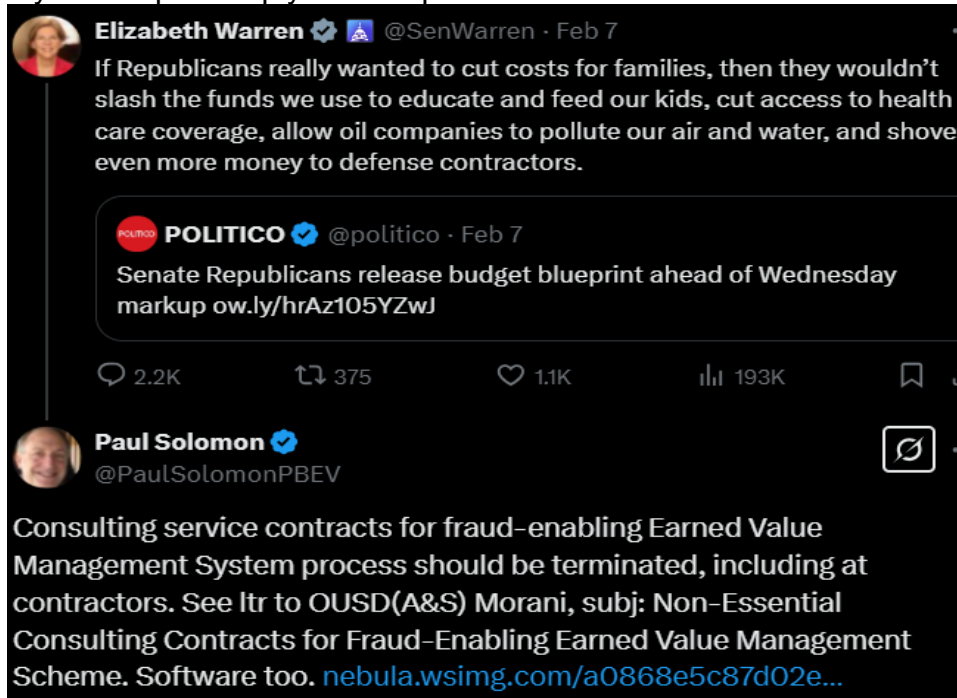 Elizabeth Warren @SenWarren · Feb 7
If Republicans really wanted to cut costs for families, then they wouldn’t
slash the funds we use to educate and feed our kids, cut access to health
care coverage, allow oil companies to pollute our air and water, and shove
even more money to defense contractors.
POLITICO POLITICO @politico · Feb 7
Senate Republicans release budget blueprint ahead of Wednesday
markup ow.ly/hrAz105YZwJ
2.2K 375 1.1K 193K
Paul Solomon
@PaulSolomonPBEV
Consulting service contracts for fraud-enabling Earned Value
Management System process should be terminated, including at
contractors. See ltr to OUSD(A&S) Morani, subj: Non-Essential
Consulting Contracts for Fraud-Enabling Earned Value Management
Scheme. Software too. nebula.wsimg.com/a0868e5c87d02e...